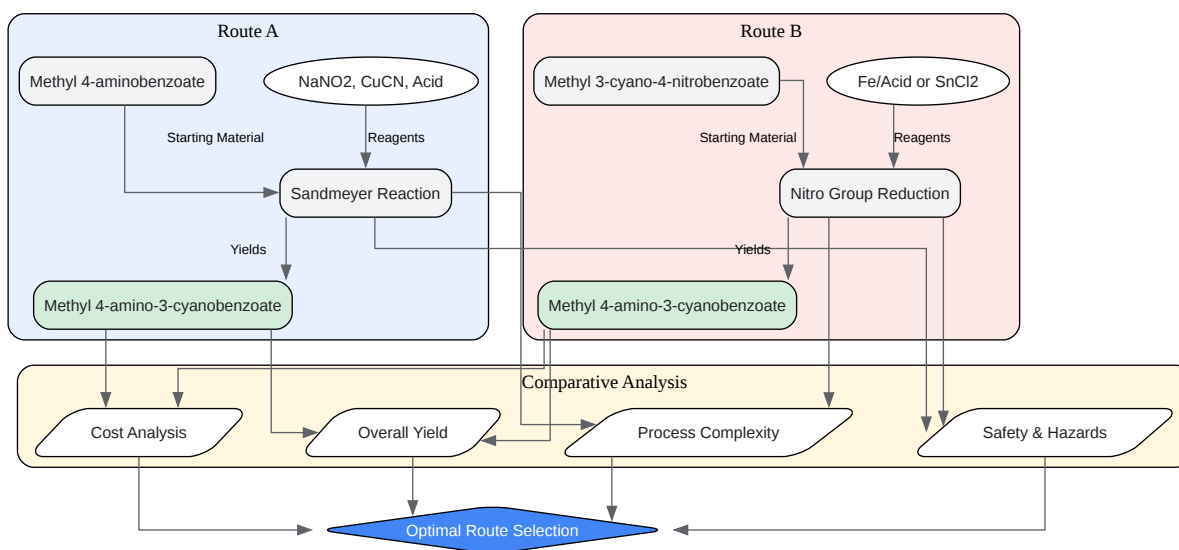 Route A
Route B
Methyl 4-aminobenzoate
NaNO2, CuCN, Acid
Methyl 3-cyano-4-nitrobenzoate
Fe/Acid or SnCl2
Starting Material
Reagents
Starting Material
Reagents
Sandmeyer Reaction
Nitro Group Reduction
Yields
Yields
Methyl 4-amino-3-cyanobenzoate
Methyl 4-amino-3-cyanobenzoate
Comparative Analysis
Cost Analysis
Overall Yield
Process Complexity
Safety & Hazards
Optimal Route Selection